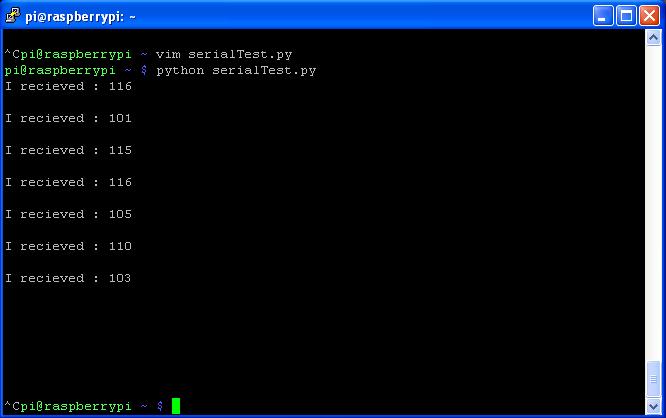 pi@raspberrypi: ~
^Cpi@raspberrypi ~ vim serialTest.py
pi@raspberrypi ~ $ python serialTest.py
I recieved : 116
I recieved : 101
I recieved : 115
I recieved : 116
I recieved : 105
I recieved : 110
I recieved : 103
^Cpi@raspberrypi ~ $